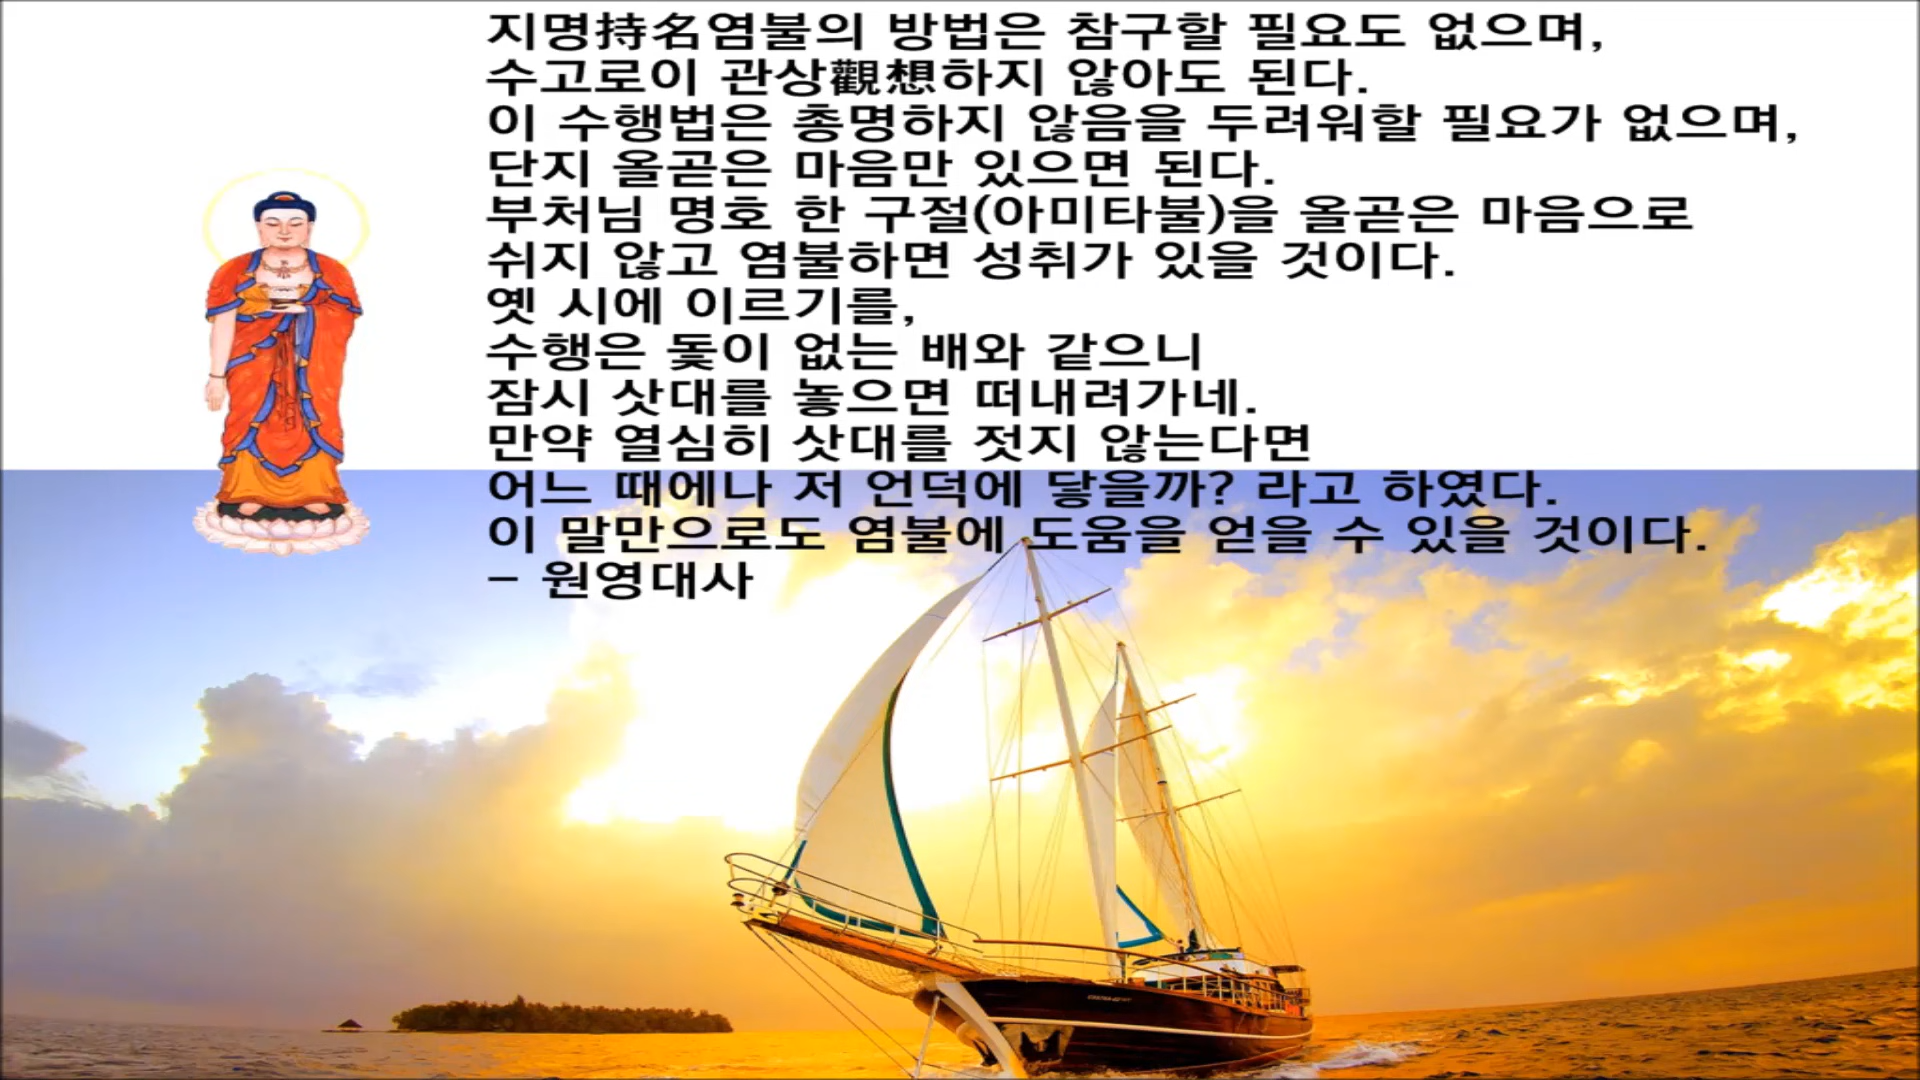 지명持名염불의 방법은 참구할 필요도 없으며,
수고로이 관상觀想하지 않아도 된다.
이 수행법은 총명하지 않음을 두려워할 필요가 없으며,
단지 올곧은 마음만 있으면 된다.
부처님 명호 한 구절(아미타불)을 올곧은 마음으로
쉬지 않고 염불하면 성취가 있을 것이다.
옛 시에 이르기를,
수행은 돛이 없는 배와 같으니
잠시 삿대를 놓으면 떠내려가네.
만약 열심히 삿대를 젓지 않는다면
어느 때에나 저 언덕에 닿을까? 라고 하였다.
이 말만으로도 염불에 도움을 얻을 수 있을 것이다.
- 원영대사